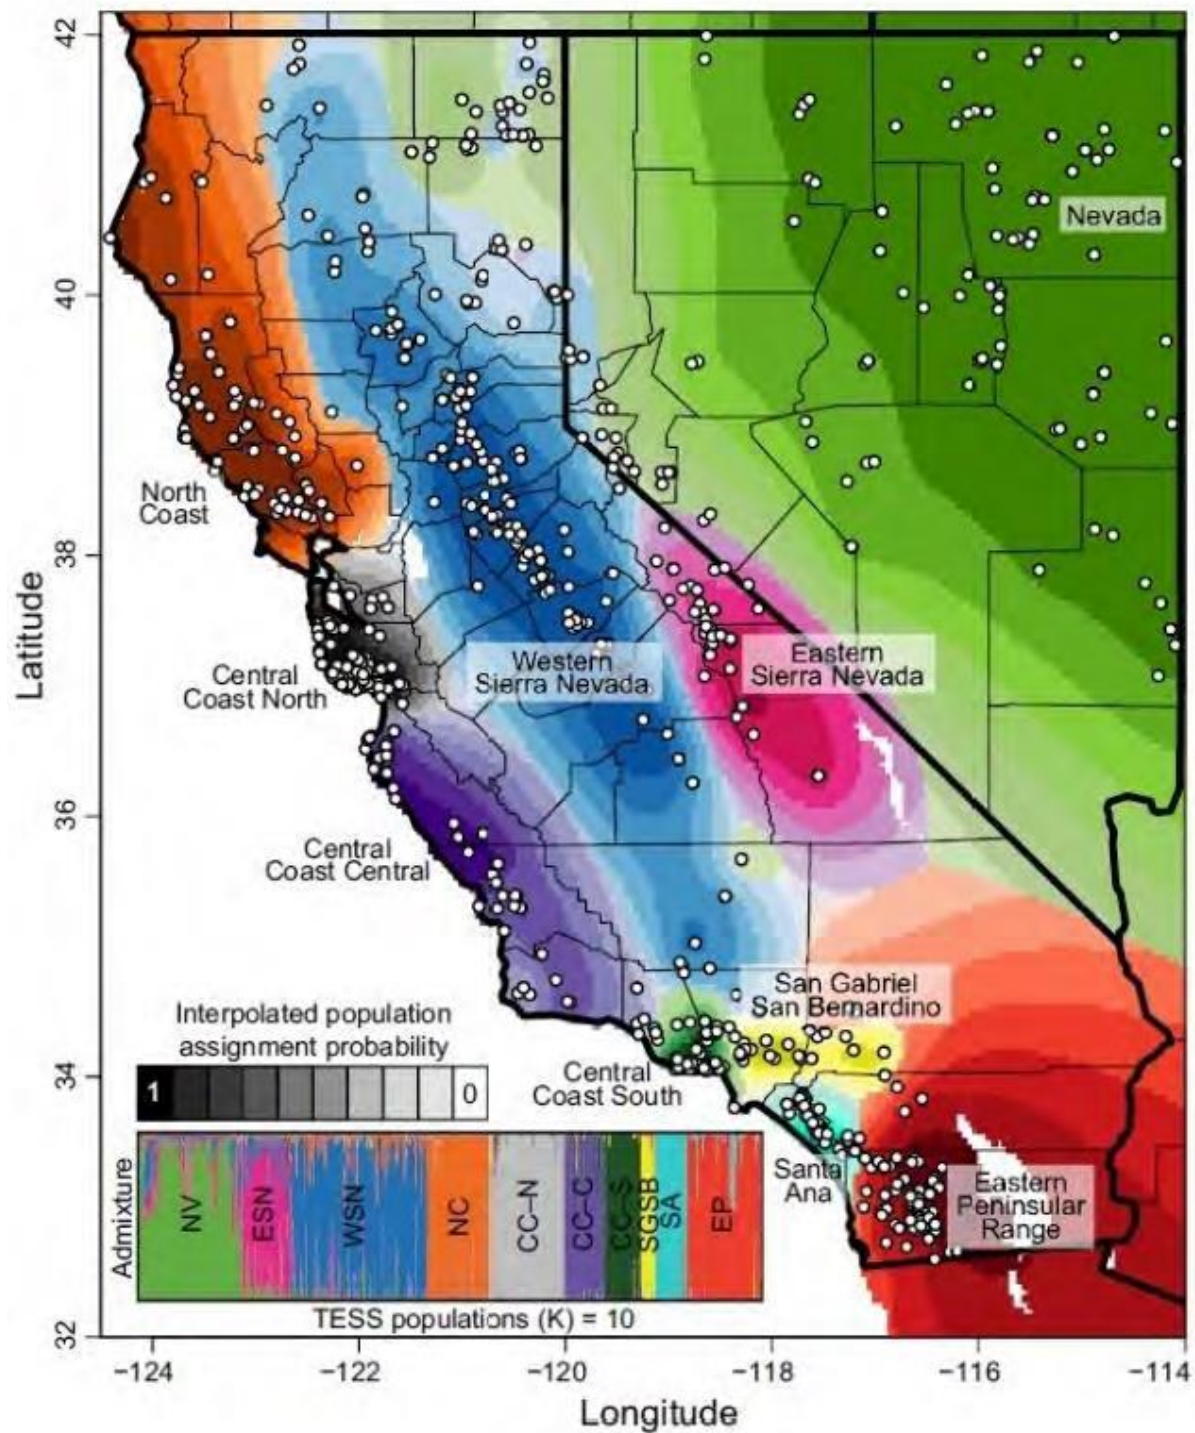 42
40
38
36
34
32
Latitude
Nevada
North
Coast
Central
Coast North
Western
Sierra Nevada
Eastern
Sierra Nevada
Central
Coast Central
San Gabriel
San Bernardino
Central
Coast South
Santa
Ana
Eastern
Peninsular
Range
Interpolated population
assignment probability
1
0
Admixture
NV
ESN
WSN
NC
CC-N
CC-C
CC-S
SGSB
SA
EP
TESS populations (K) = 10
−124
−122
−120
−118
−116
−114
Longitude